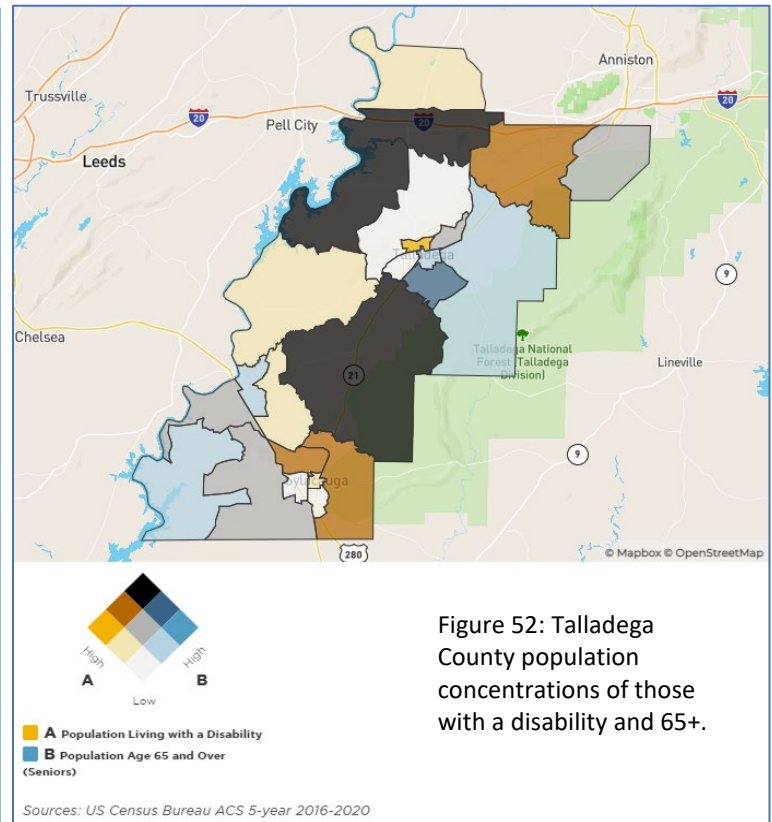 Anniston
Trussville
20
20
20
Pell City
Leeds
Talladega
9
Chelsea
Talladega National
Forest (Talladega
Division)
Lineville
21
9
280
© Mapbox © OpenStreetMap
High
High
A
B
Low
A Population Living with a Disability
B Population Age 65 and Over
(Seniors)
Sources: US Census Bureau ACS 5-year 2016-2020
Figure 52: Talladega
County population
concentrations of those
with a disability and 65+.